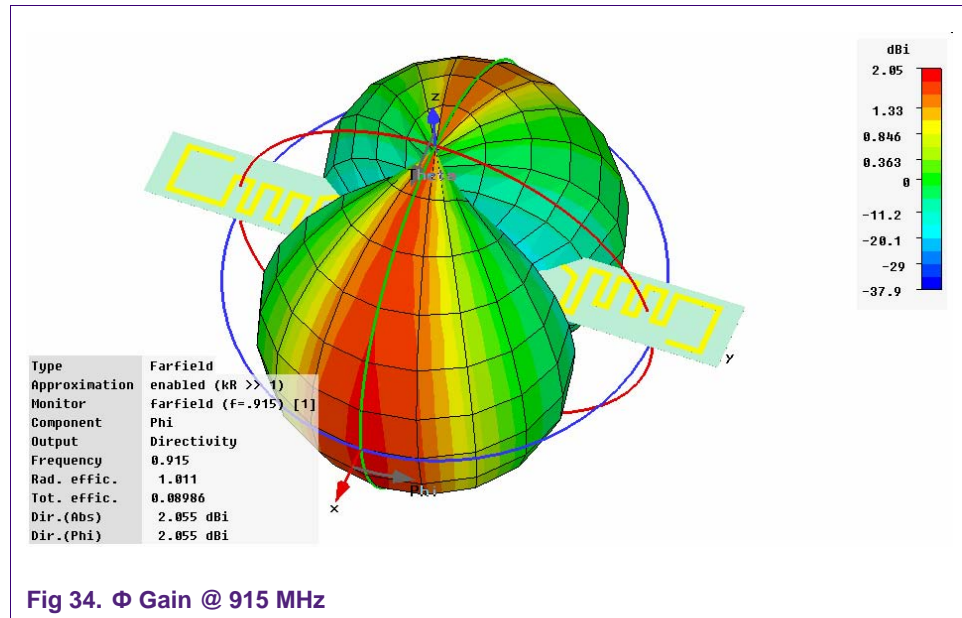 dBi
2.05
1.33
0.846
0.363
0
-11.2
-20.1
-29
-37.9
z
Theta
y
Phi
x
Type Farfield
Approximation enabled (kR >> 1)
Monitor farfield (f=.915) [1]
Component Phi
Output Directivity
Frequency 0.915
Rad. effic. 1.011
Tot. effic. 0.08986
Dir.(Abs) 2.055 dBi
Dir.(Phi) 2.055 dBi
Fig 34. Φ Gain @ 915 MHz